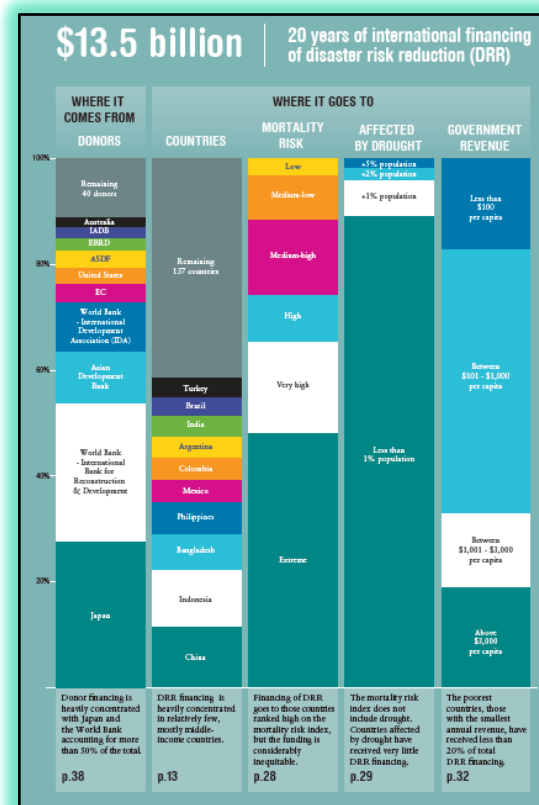 $13.5 billion
20 years of international financing
of disaster risk reduction (DRR)
WHERE IT
COMES FROM
WHERE IT GOES TO
DONORS
COUNTRIES
MORTALITY
RISK
AFFECTED
BY DROUGHT
GOVERNMENT
REVENUE
100%
80%
60%
40%
20%
Remaining
40 donors
Australia
IADB
EBRD
ASDF
United States
EC
World Bank
- International
Development
Association (IDA)
Asian
Development
Bank
World Bank
- International
Bank for
Reconstruction
& Development
Japan
Remaining
137 countries
Turkey
Brazil
India
Argentina
Colombia
Mexico
Philippines
Bangladesh
Indonesia
China
Low
Medium-low
Medium-high
High
Very high
Extreme
+5% population
+2% population
+1% population
Less than
1% population
Less than
$100
per capita
Between
$101 - $1,000
per capita
Between
$1,001 - $3,000
per capita
Above
$3,000
per capita
Donor financing is
heavily concentrated
with Japan and
the World Bank
accounting for more
than 50% of the total.
p.38
DRR financing is
heavily concentrated
in relatively few,
mostly middle-
income countries.
p.13
Financing of DRR
goes to those countries
ranked high on the
mortality risk index,
but the funding is
considerably
inequitable.
p.28
The mortality risk
index does not
include drought.
Countries affected
by drought have
received very little
DRR financing.
p.29
The poorest
countries, those
with the smallest
annual revenue, have
received less than
20% of total
DRR financing.
p.32